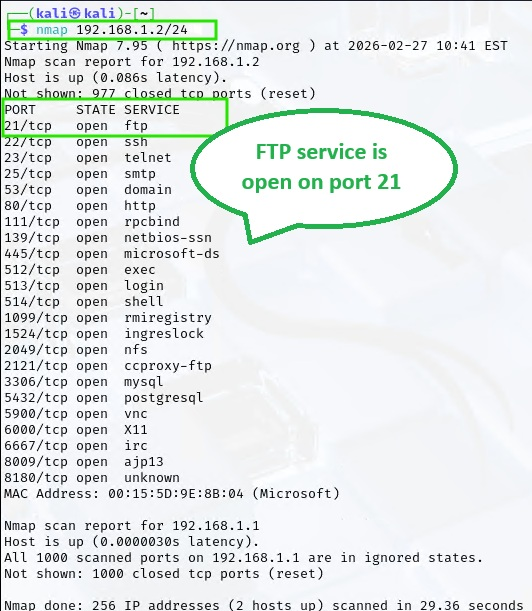 ┌──(kali㉿kali)-[~]
└─$ nmap 192.168.1.2/24
Starting Nmap 7.95 ( https://nmap.org ) at 2026-02-27 10:41 EST
Nmap scan report for 192.168.1.2
Host is up (0.086s latency).
Not shown: 977 closed tcp ports (reset)
PORT     STATE SERVICE
21/tcp   open  ftp
22/tcp   open  ssh
23/tcp   open  telnet
25/tcp   open  smtp
53/tcp   open  domain
80/tcp   open  http
111/tcp  open  rpcbind
139/tcp  open  netbios-ssn
445/tcp  open  microsoft-ds
512/tcp  open  exec
513/tcp  open  login
514/tcp  open  shell
1099/tcp open  rmiregistry
1524/tcp open  ingreslock
2049/tcp open  nfs
2121/tcp open  ccproxy-ftp
3306/tcp open  mysql
5432/tcp open  postgresql
5900/tcp open  vnc
6000/tcp open  X11
6667/tcp open  irc
8009/tcp open  ajp13
8180/tcp open  unknown
MAC Address: 00:15:5D:9E:8B:04 (Microsoft)
Nmap scan report for 192.168.1.1
Host is up (0.0000030s latency).
All 1000 scanned ports on 192.168.1.1 are in ignored states.
Not shown: 1000 closed tcp ports (reset)
Nmap done: 256 IP addresses (2 hosts up) scanned in 29.36 seconds
FTP service is
open on port 21